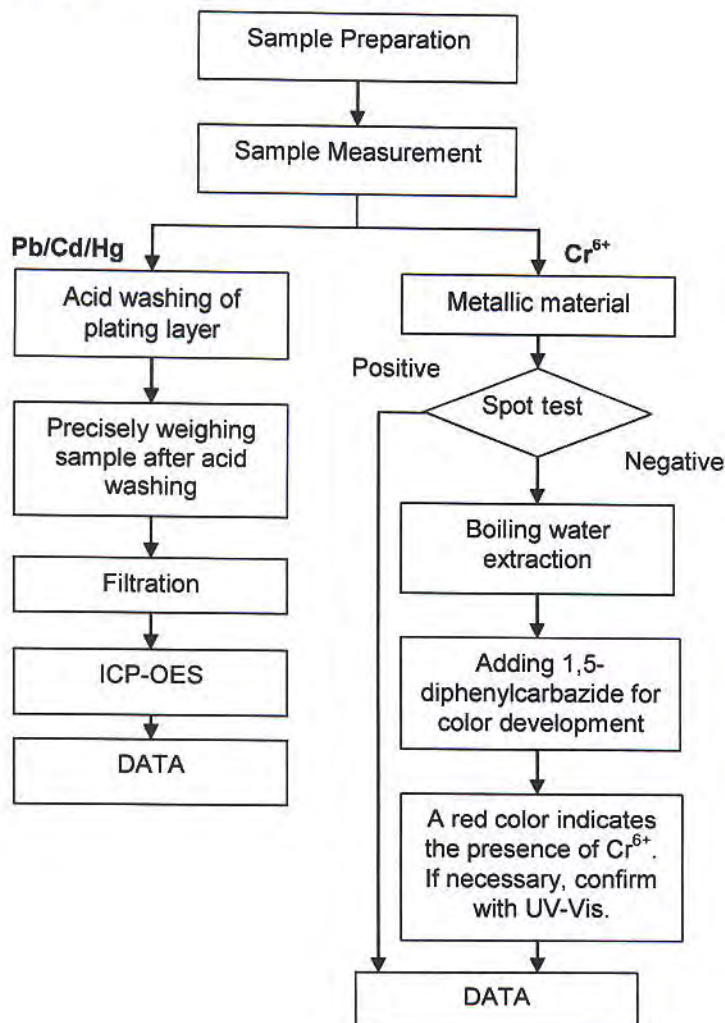 Sample Preparation
Sample Measurement
Pb/Cd/Hg
Acid washing of
plating layer
Precisely weighing
sample after acid
washing
Filtration
ICP-OES
DATA
Cr⁶⁺
Metallic material
Positive
Spot test
Negative
Boiling water
extraction
Adding 1,5-
diphenylcarbazide for
color development
A red color indicates
the presence of Cr⁶⁺.
If necessary, confirm
with UV-Vis.
DATA